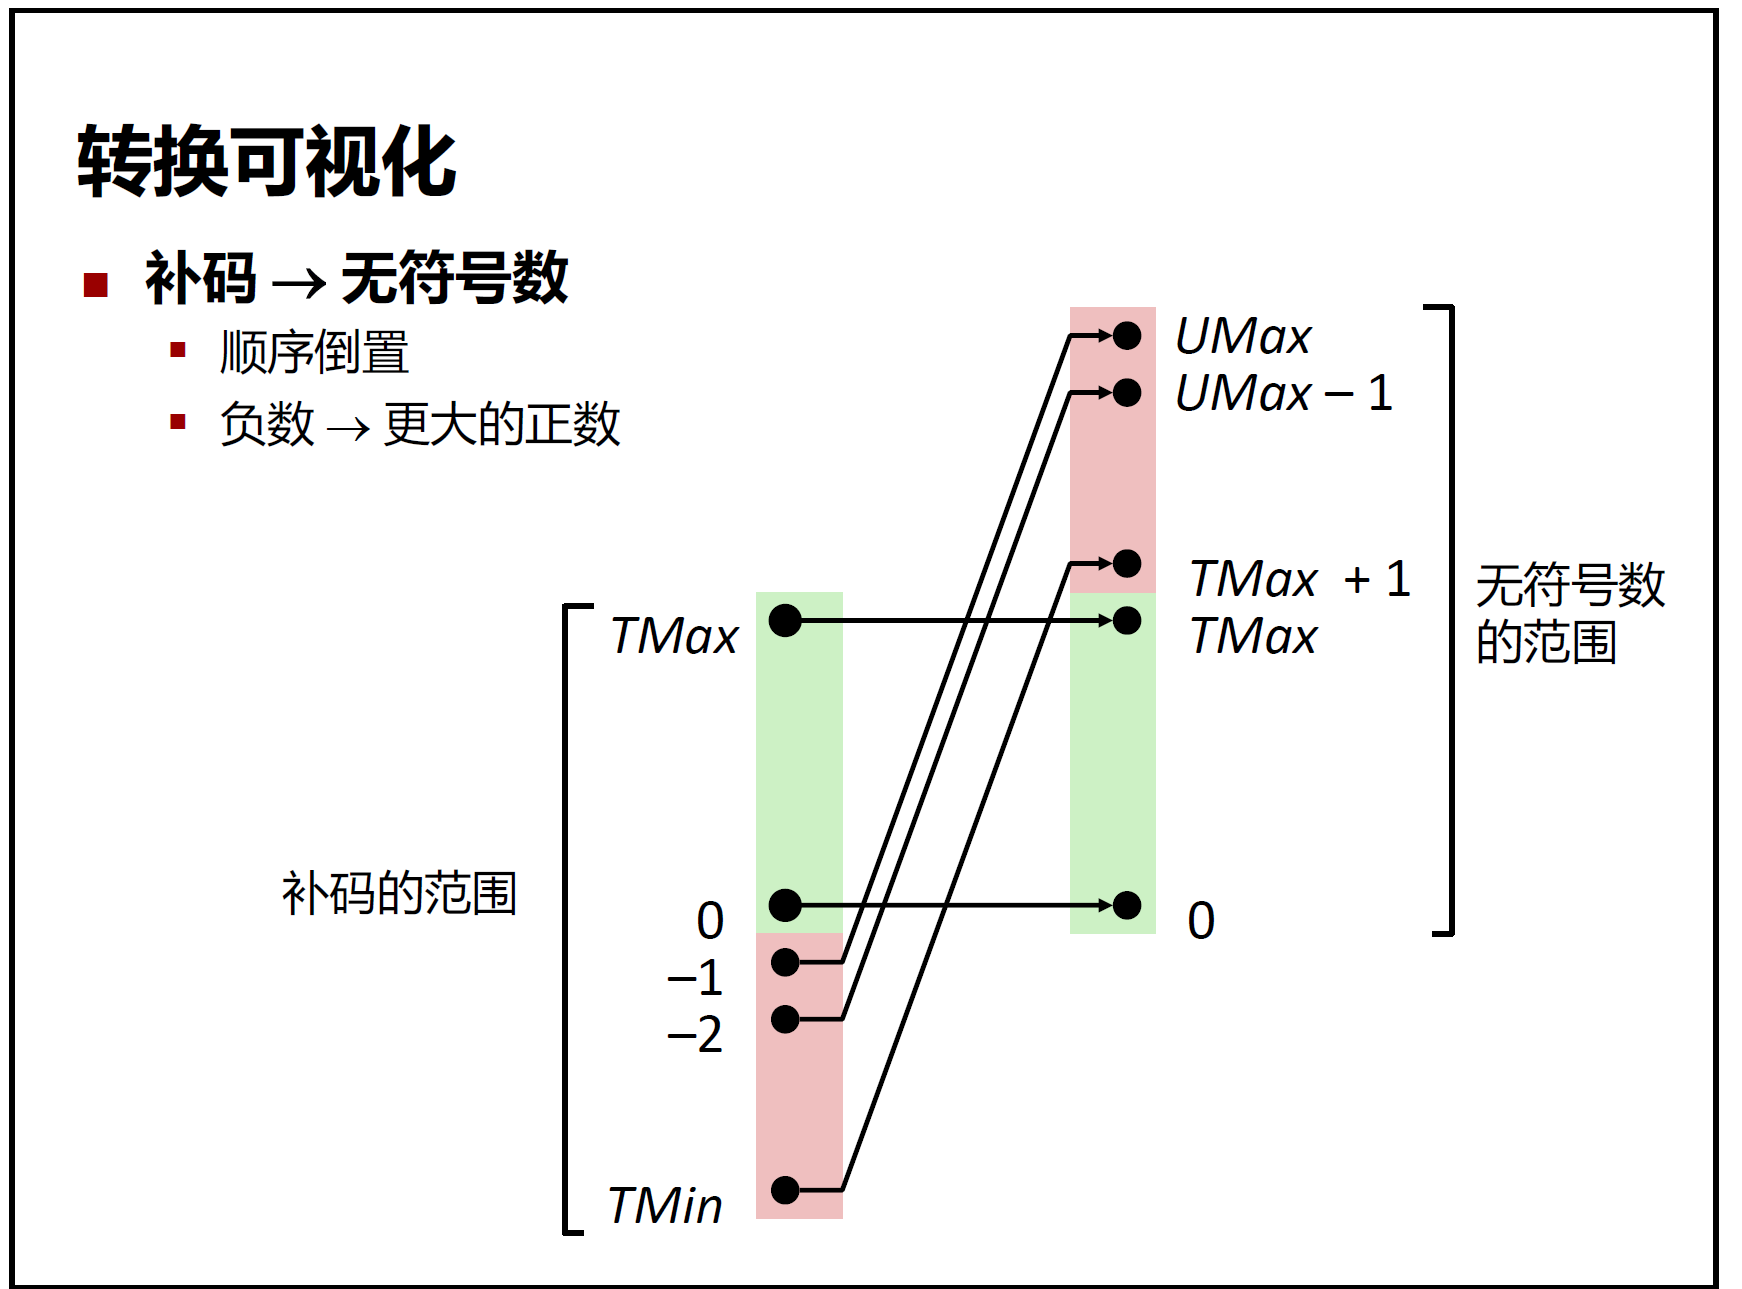 转换可视化
补码 → 无符号数
顺序倒置
负数 → 更大的正数
UMax
UMax – 1
TMax + 1
TMax
无符号数
的范围
TMax
补码的范围
0
0
–1
–2
TMin